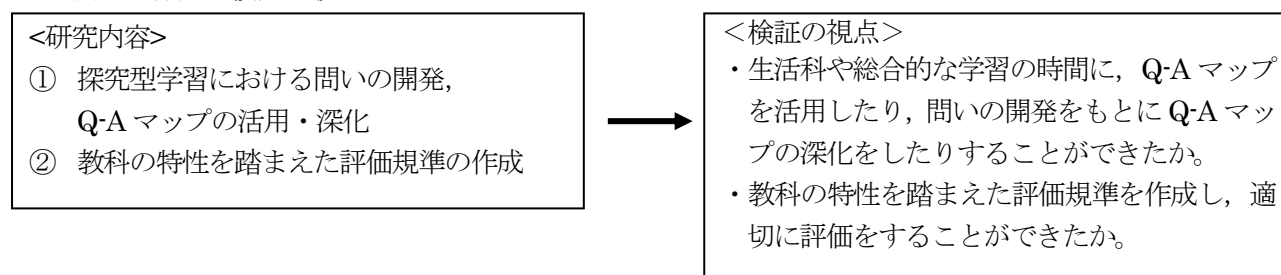 <研究内容>
① 探究型学習における問いの開発，
Q-A マップの活用・深化
② 教科の特性を踏まえた評価規準の作成
＜検証の視点＞
・生活科や総合的な学習の時間に，Q-A マップ
を活用したり，問いの開発をもとに Q-A マッ
プの深化をしたりすることができたか。
・教科の特性を踏まえた評価規準を作成し，適
切に評価をすることができたか。